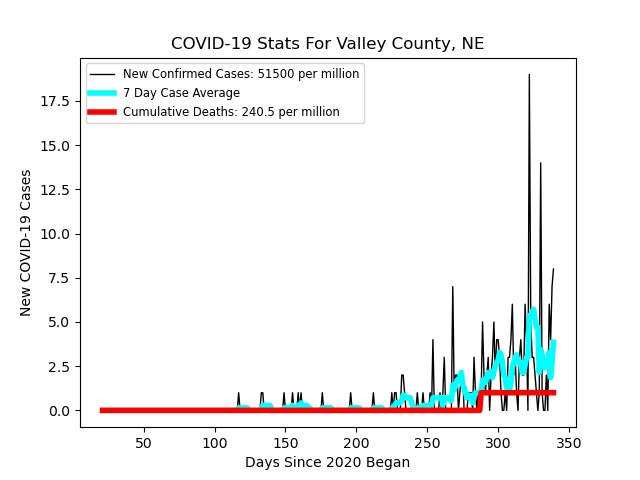 COVID-19 Stats For Valley County, NE
New Confirmed Cases: 51500 per million
7 Day Case Average
Cumulative Deaths: 240.5 per million
New COVID-19 Cases
17.5
15.0
12.5
10.0
7.5
5.0
2.5
0.0
50 100 150 200 250 300 350
Days Since 2020 Began